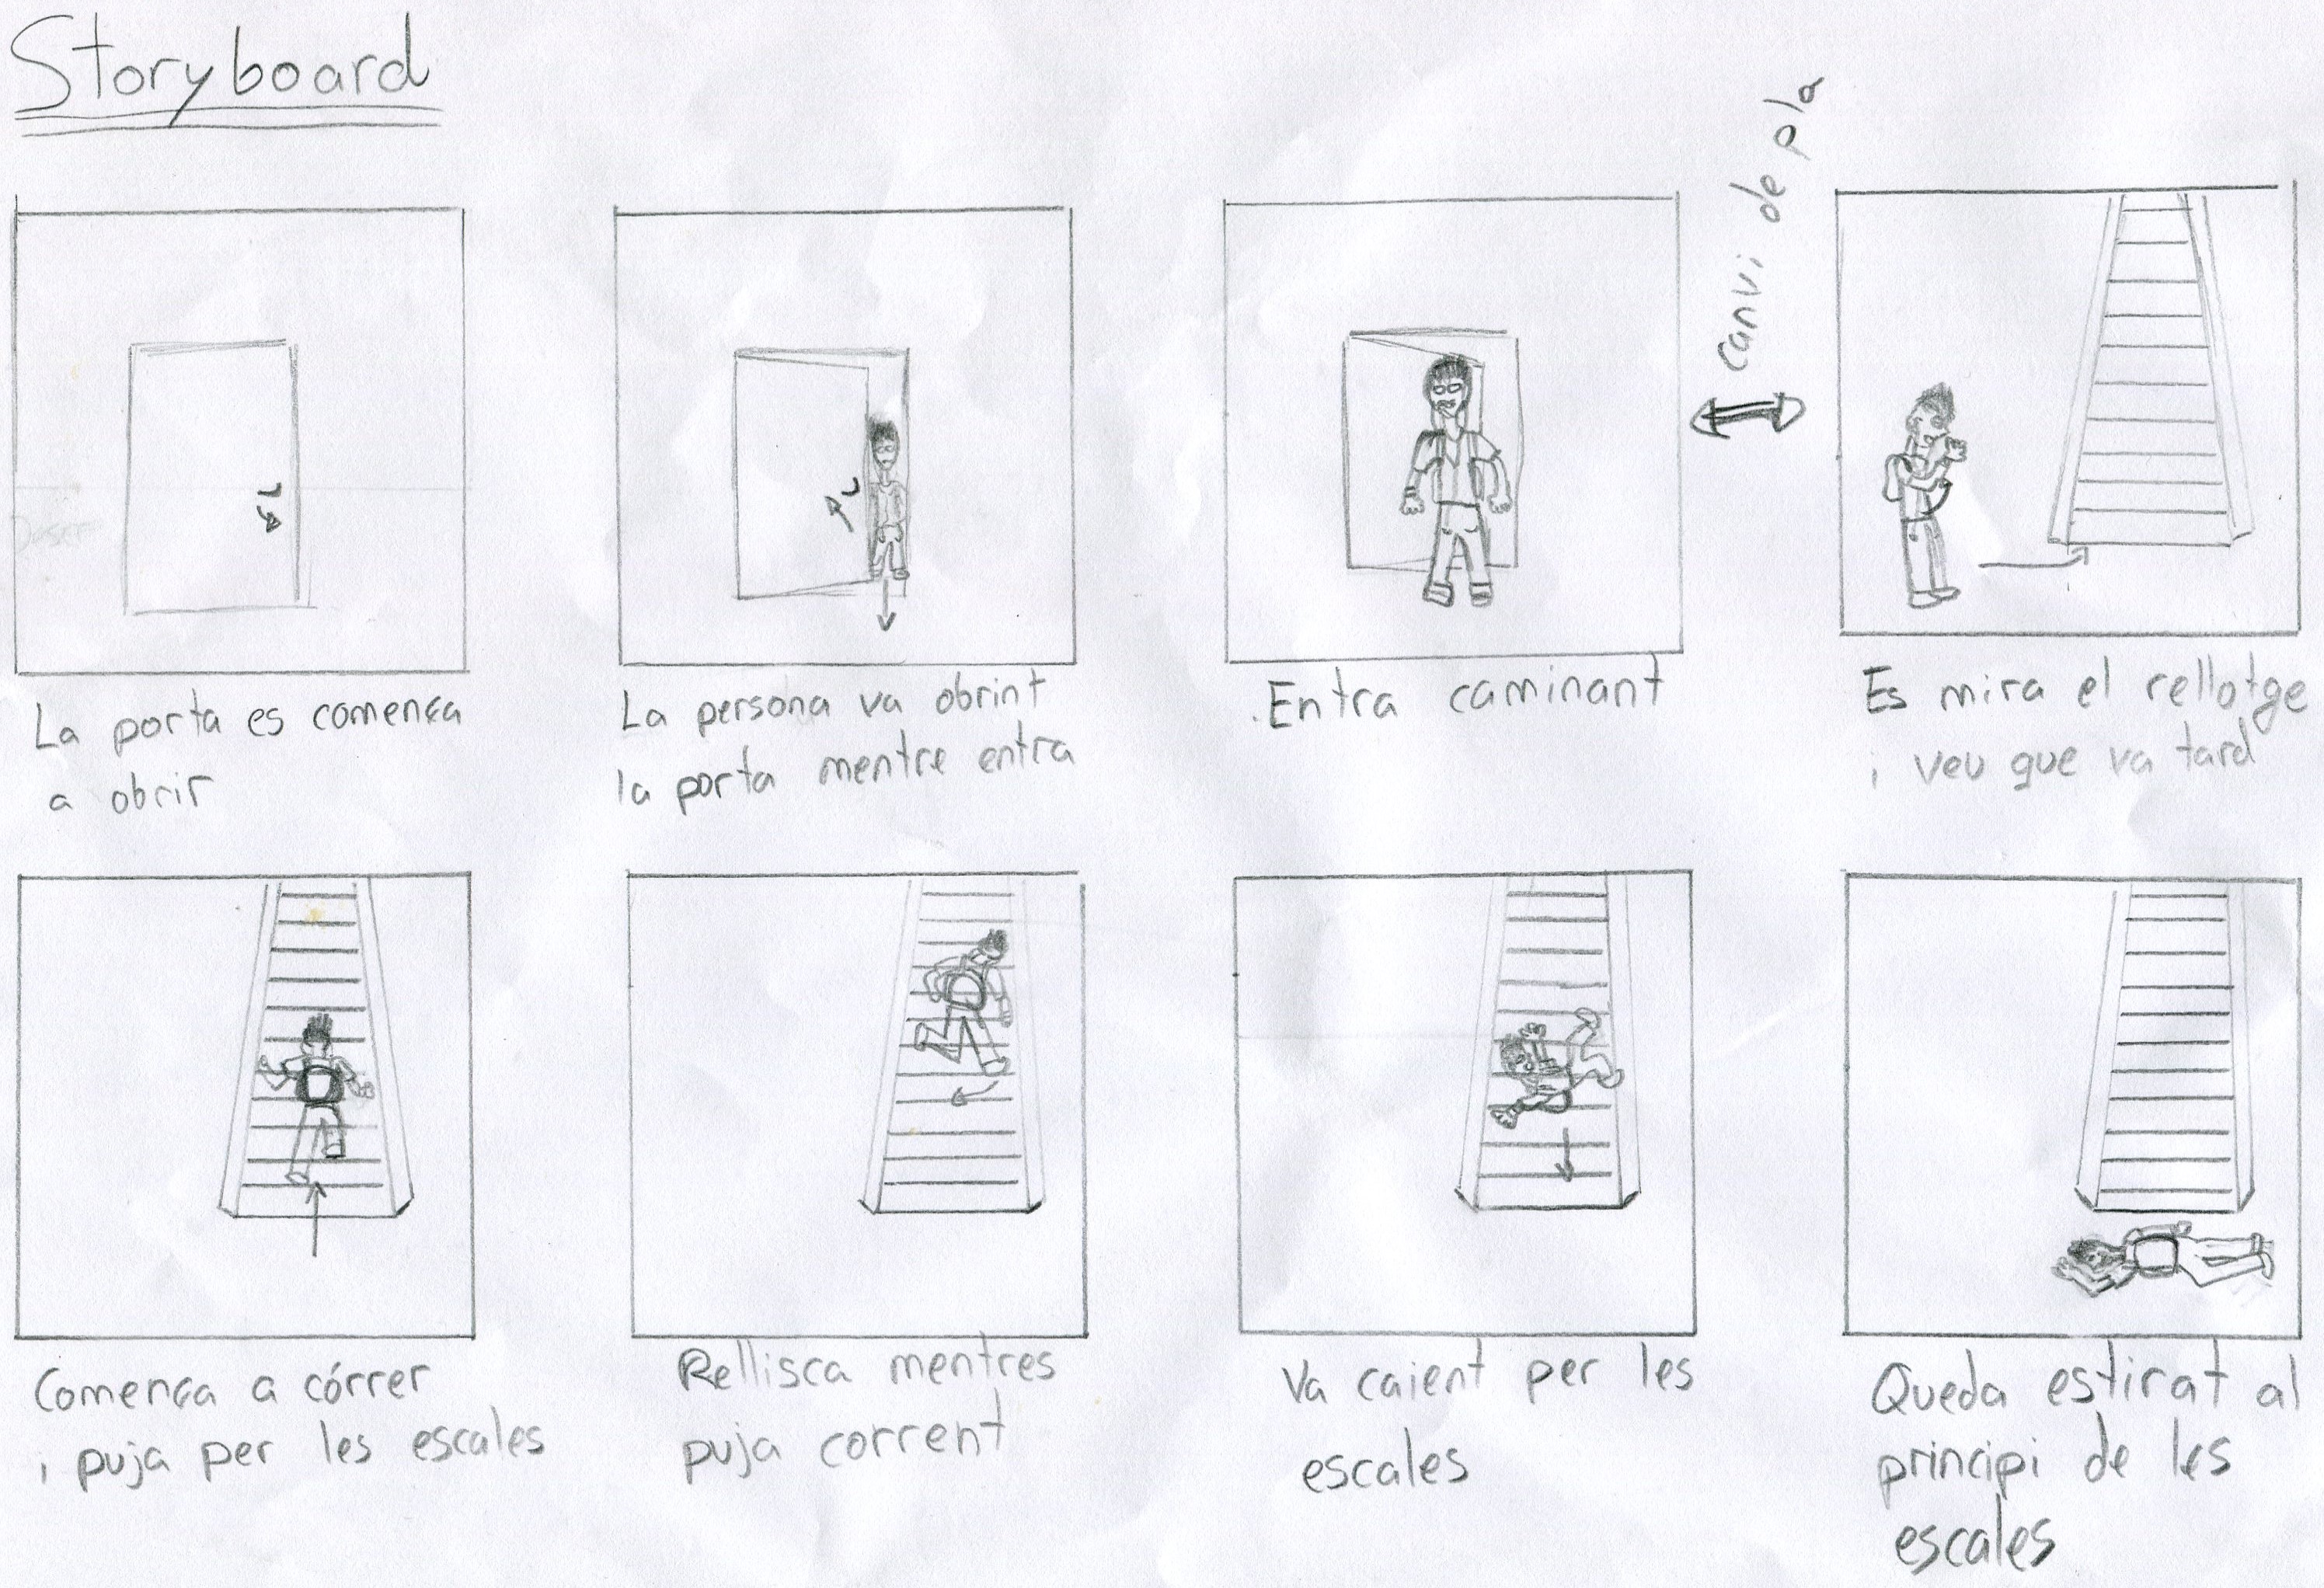 Storyboard
canvi de pla
La porta es comença
a obrir
La persona va obrint
la porta mentre entra
Entra caminant
Es mira el rellotge
i veu que va tard
Comença a córrer
i puja per les escales
Rellisca mentres
puja corrent
Va caient per les
escales
Queda estirat al
principi de les
escales